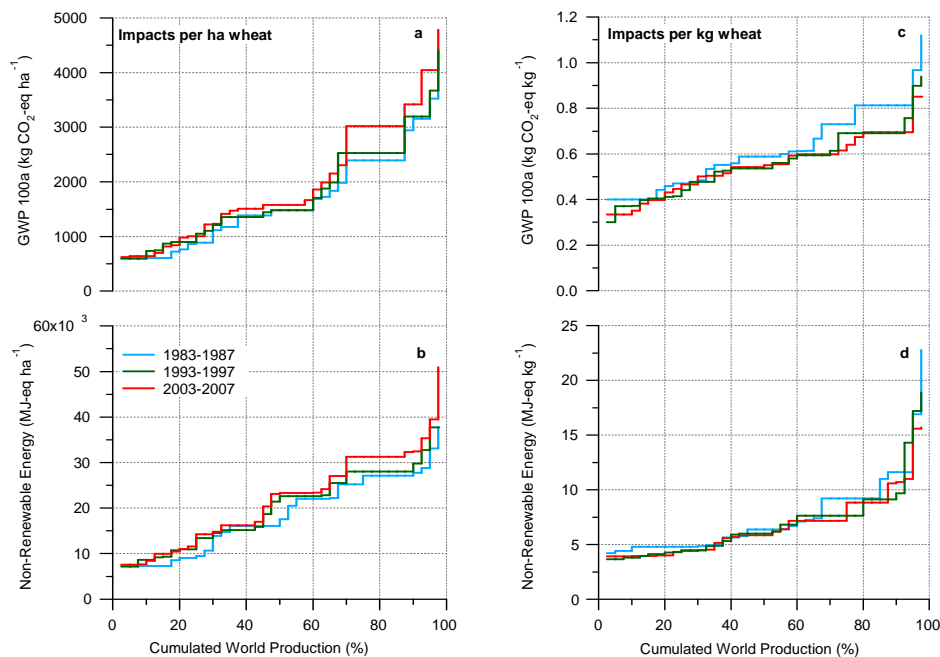 Impacts per ha wheat
a
GWP 100a (kg CO₂-eq ha⁻¹)
5000
4000
3000
2000
1000
0
Impacts per kg wheat
c
GWP 100a (kg CO₂-eq kg⁻¹)
1.2
1.0
0.8
0.6
0.4
0.2
0.0
b
1983-1987
1993-1997
2003-2007
Non-Renewable Energy (MJ-eq ha⁻¹)
60x10³
50
40
30
20
10
0
0 20 40 60 80 100
Cumulated World Production (%)
d
Non-Renewable Energy (MJ-eq kg⁻¹)
25
20
15
10
5
0
0 20 40 60 80 100
Cumulated World Production (%)